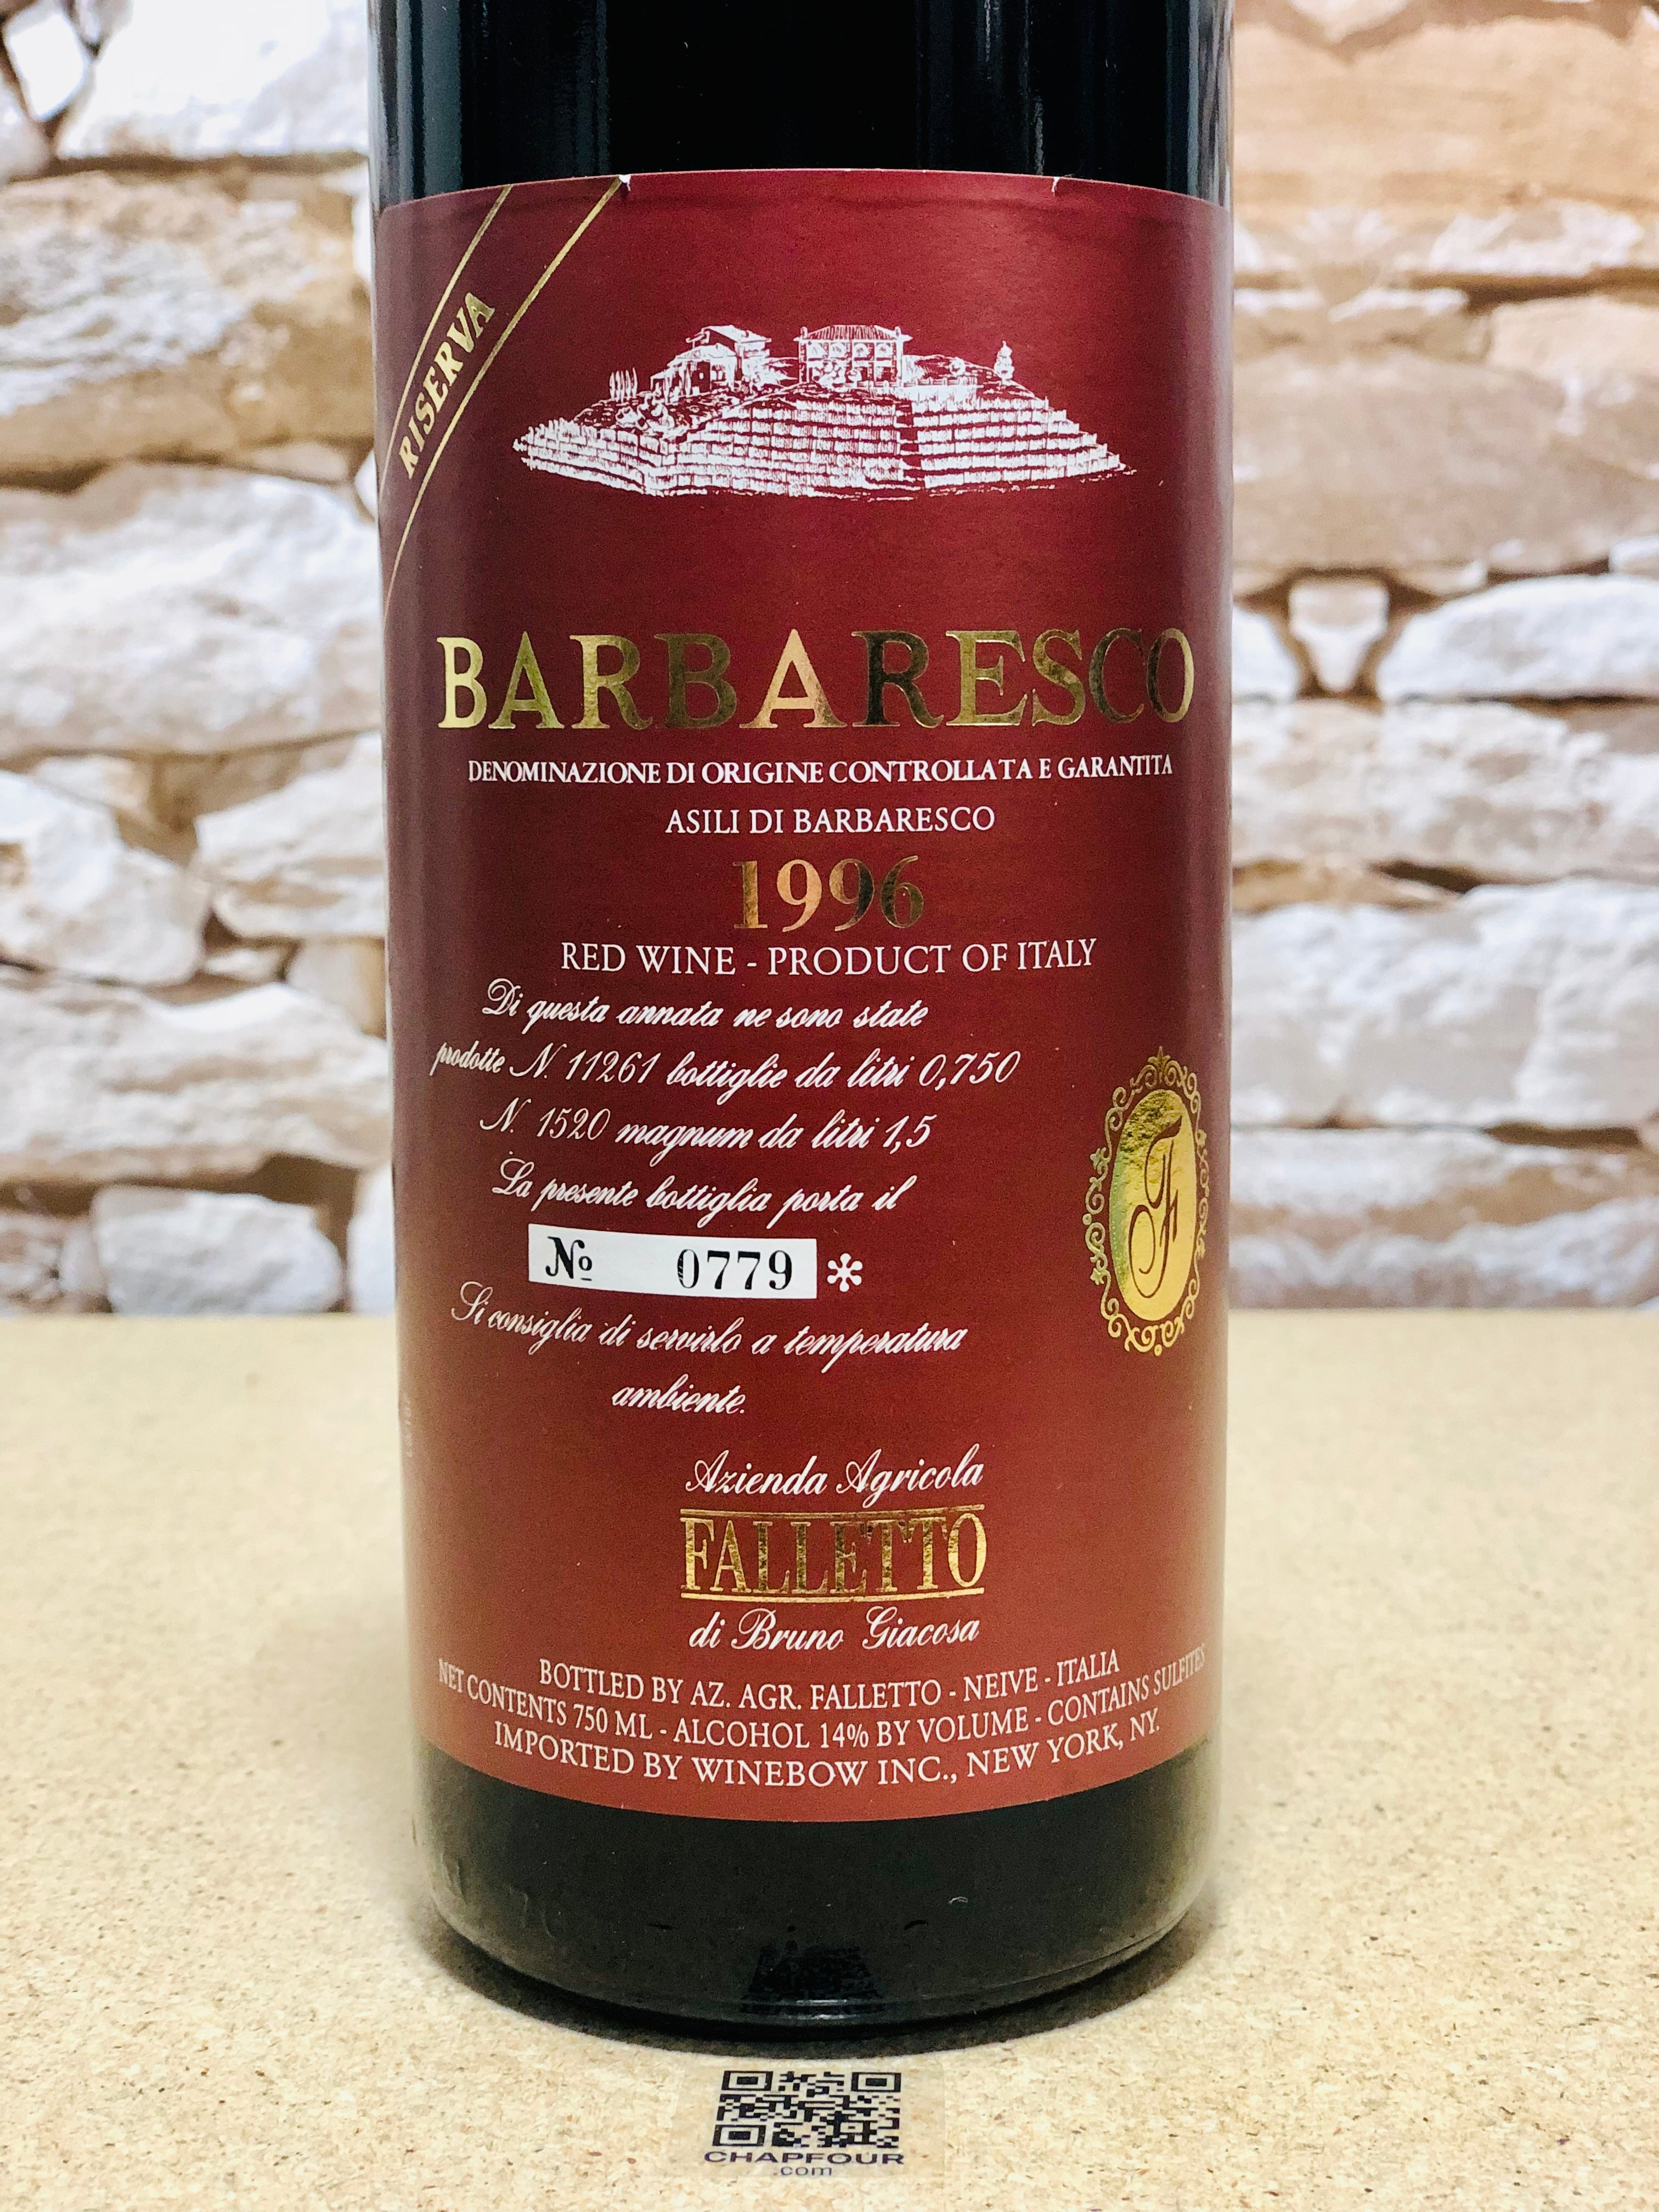 RISERVA
BARBARESCO
DENOMINAZIONE DI ORIGINE CONTROLLATA E GARANTITA
ASILI DI BARBARESCO
1996
RED WINE - PRODUCT OF ITALY
Di questa annata ne sono state
prodotte N. 11261 bottiglie da litri 0,750
N. 1520 magnum da litri 1,5
La presente bottiglia porta il
Nº 0779 *
Si consiglia di servirlo a temperatura
ambiente.
F
Azienda Agricola
FALLETTO
di Bruno Giacosa
BOTTLED BY AZ. AGR. FALLETTO - NEIVE - ITALIA
NET CONTENTS 750 ML - ALCOHOL 14% BY VOLUME - CONTAINS SULFITES
IMPORTED BY WINEBOW INC., NEW YORK, NY.
CHAPFOUR
.com